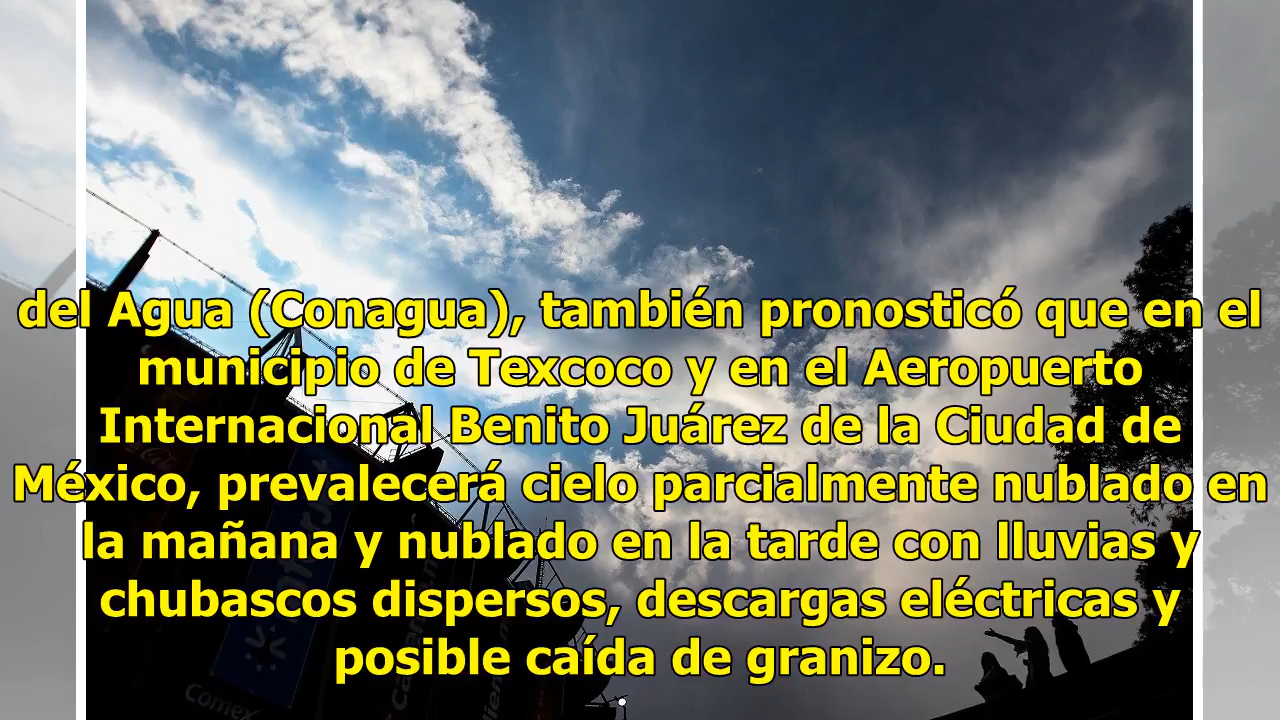 del Agua (Conagua), también pronosticó que en el
municipio de Texcoco y en el Aeropuerto
Internacional Benito Juárez de la Ciudad de
México, prevalecerá cielo parcialmente nublado en
la mañana y nublado en la tarde con lluvias y
chubascos dispersos, descargas eléctricas y
posible caída de granizo.
Comex